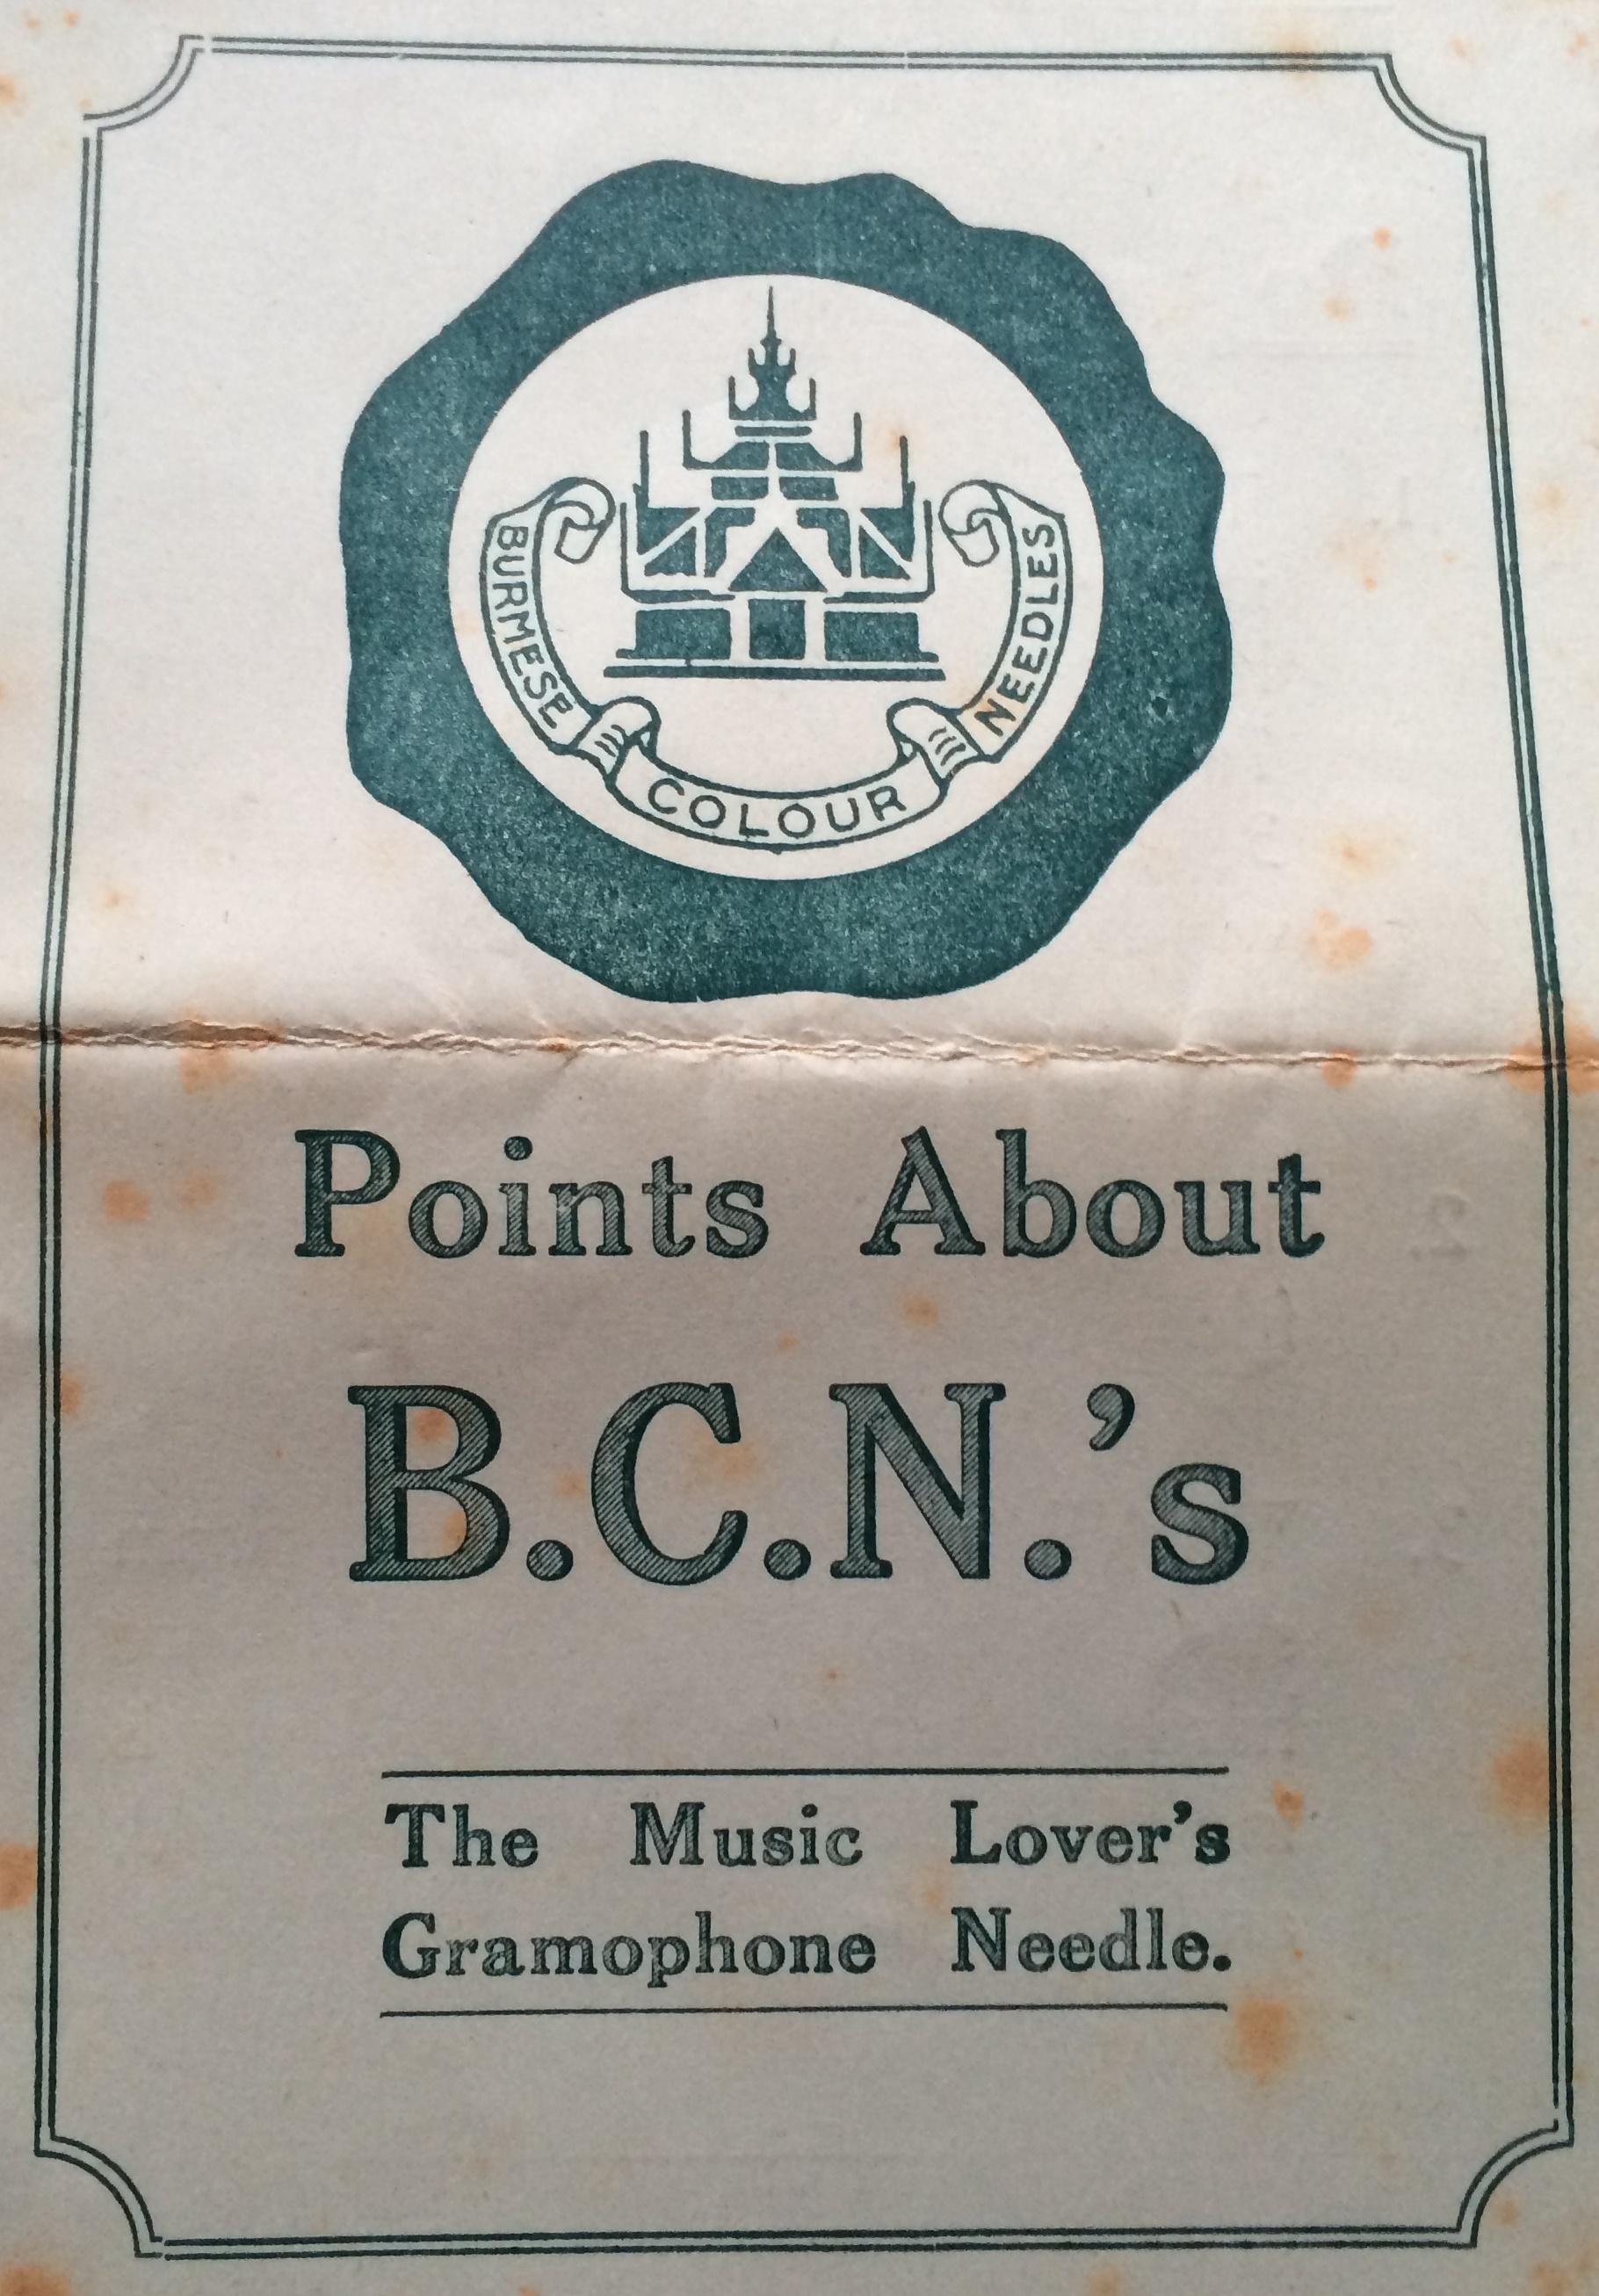 BURMESE
COLOUR
NEEDLES
Points About
B.C.N.'s
The Music Lover's
Gramophone Needle.